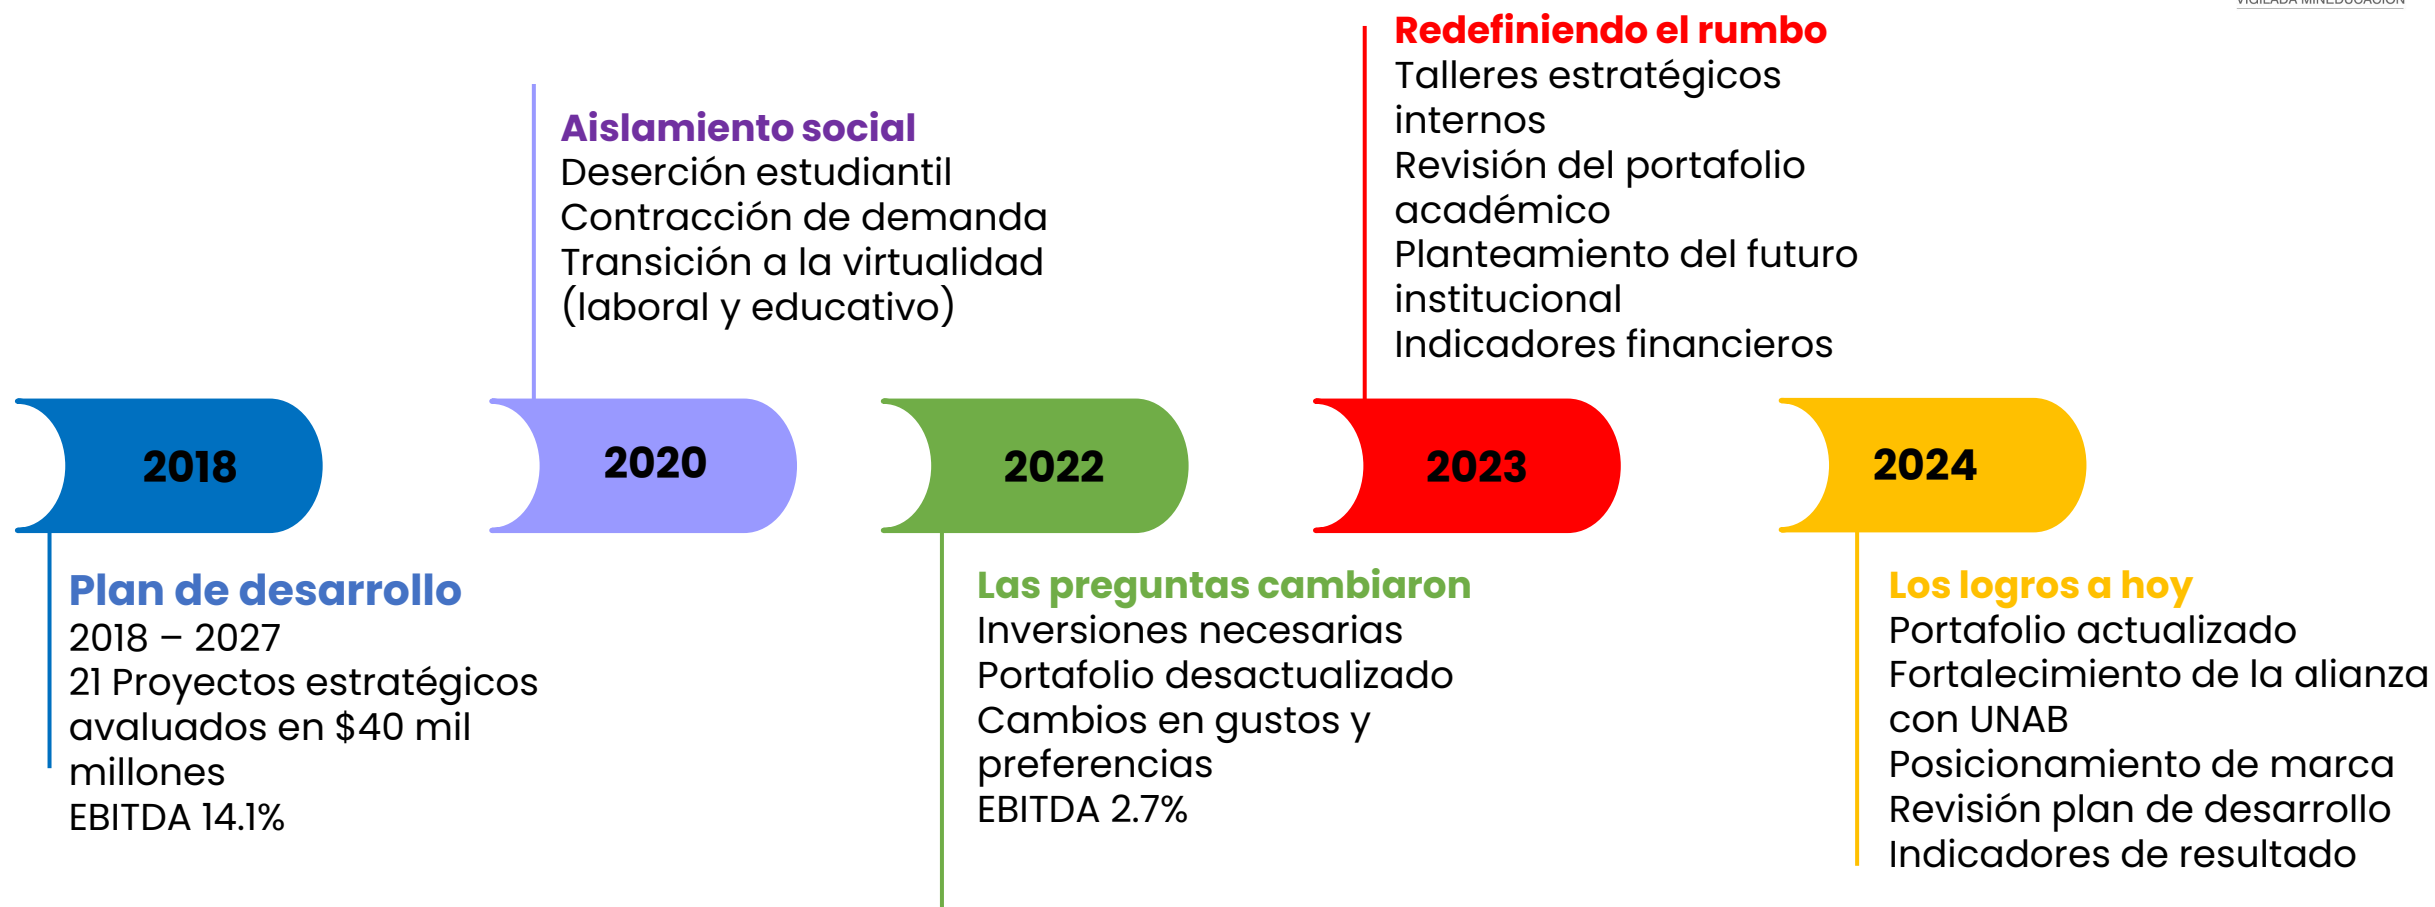 VIGILADA MINEDUCACIÓN
Redefiniendo el rumbo
Talleres estratégicos
internos
Revisión del portafolio
académico
Planteamiento del futuro
institucional
Indicadores financieros
Aislamiento social
Deserción estudiantil
Contracción de demanda
Transición a la virtualidad
(laboral y educativo)
2018
2020
2022
2023
2024
Plan de desarrollo
2018 – 2027
21 Proyectos estratégicos
avaluados en $40 mil
millones
EBITDA 14.1%
Las preguntas cambiaron
Inversiones necesarias
Portafolio desactualizado
Cambios en gustos y
preferencias
EBITDA 2.7%
Los logros a hoy
Portafolio actualizado
Fortalecimiento de la alianza
con UNAB
Posicionamiento de marca
Revisión plan de desarrollo
Indicadores de resultado